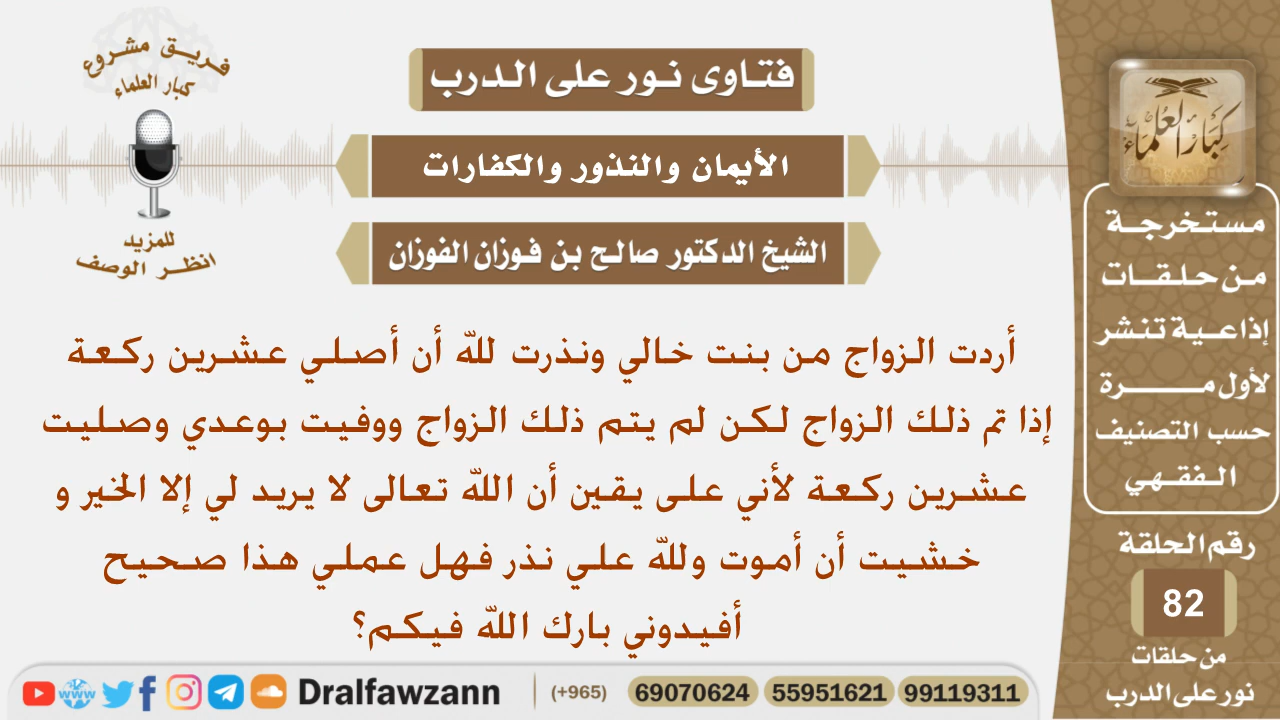 فريق مشروع
كبار العلماء
للمزيد
انظر الوصف
فتاوى نور على الدرب
الأيمان والنذور والكفارات
الشيخ الدكتور صالح بن فوزان الفوزان
أردت الزواج من بنت خالي ونذرت لله أن أصلي عشرين ركعة
إذا تم ذلك الزواج لكن لم يتم ذلك الزواج ووفيت بوعدي وصليت
عشرين ركعة لأني على يقين أن الله تعالى لا يريد لي إلا الخير و
خشيت أن أموت ولله علي نذر فهل عملي هذا صحيح
أفيدوني بارك الله فيكم؟
كبار العلماء
مستخرجة
من حلقات
إذاعية تنشر
لأول مرة
حسب التصنيف
الفقهي
رقم الحلقة
82
من حلقات
نور على الدرب
www
Dralfawzann
(+965)
69070624
55951621
99119311